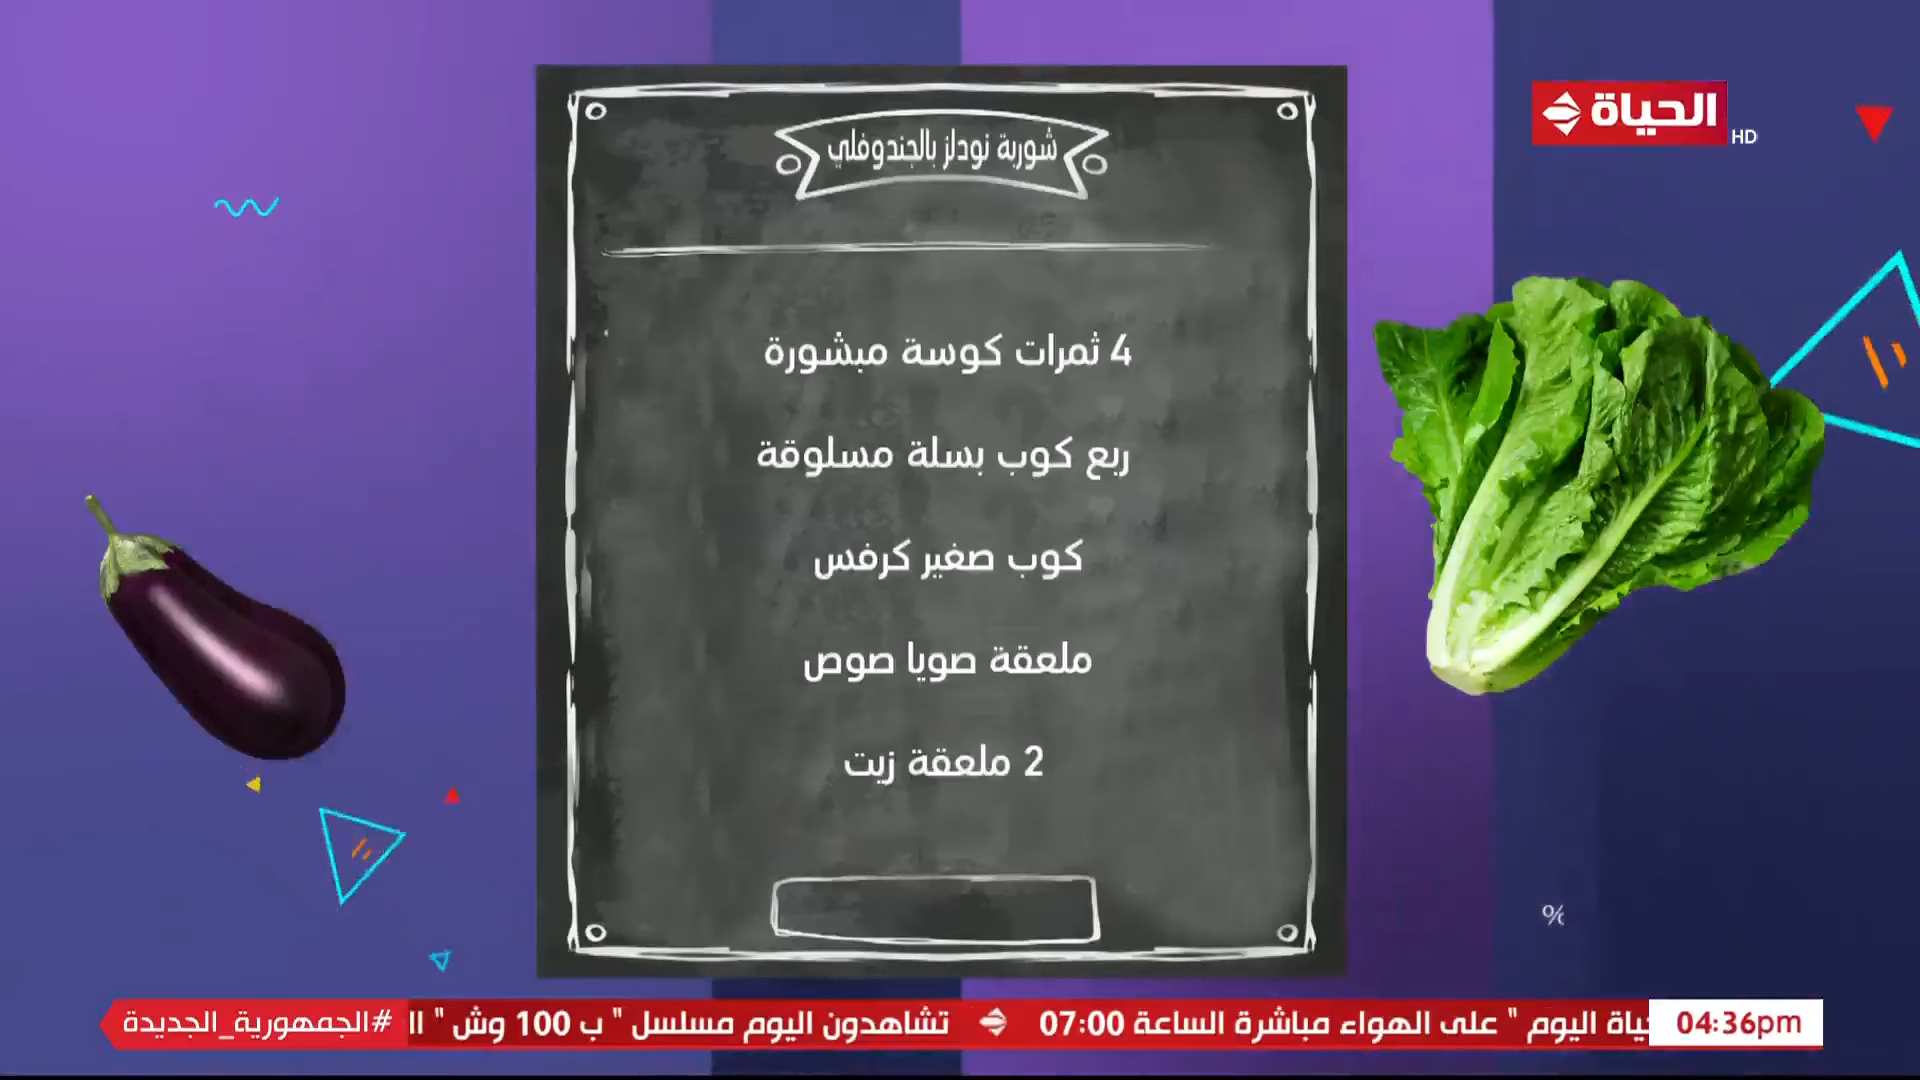 الحياة
HD
شوربة نودلز بالجندوفلي
4 ثمرات كوسة مبشورة
ربع كوب بسلة مسلوقة
كوب صغير كرفس
ملعقة صويا صوص
2 ملعقة زيت
%
04:36pm
اليوم " على الهواء مباشرة الساعة 07:00
تشاهدون اليوم مسلسل " ب 100 وش "
#الجمهورية_الجديدة